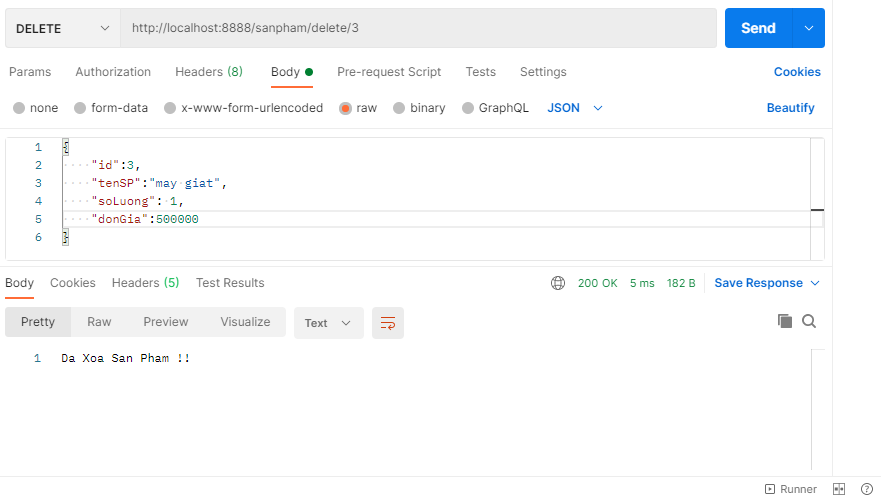 DELETE http://localhost:8888/sanpham/delete/3 Send
Params Authorization Headers (8) Body Pre-request Script Tests Settings Cookies
none form-data x-www-form-urlencoded raw binary GraphQL JSON Beautify
1 {
2 "id":3,
3 "tenSP":"may giat",
4 "soLuong": 1,
5 "donGia":500000
6 }
Body Cookies Headers (5) Test Results 200 OK 5 ms 182 B Save Response
Pretty Raw Preview Visualize Text
1 Da Xoa San Pham !!
Runner